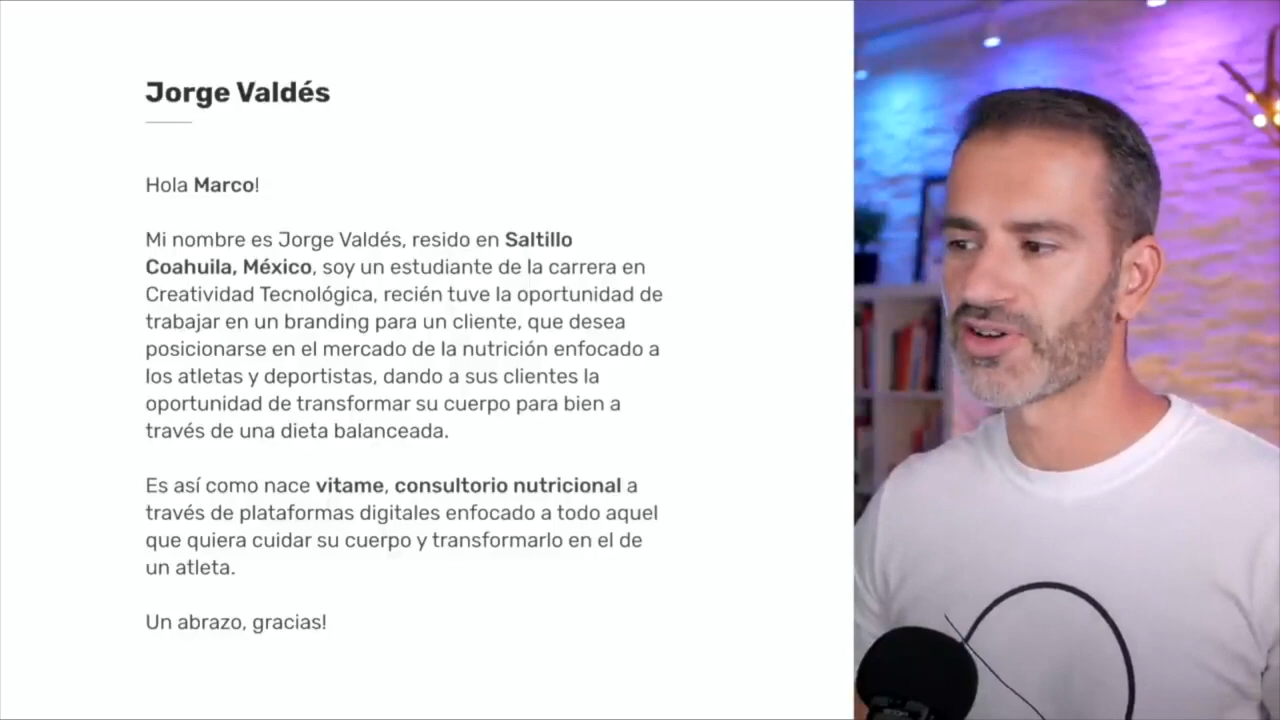 Jorge Valdés
Hola Marco!
Mi nombre es Jorge Valdés, resido en Saltillo
Coahuila, México, soy un estudiante de la carrera en
Creatividad Tecnológica, recién tuve la oportunidad de
trabajar en un branding para un cliente, que desea
posicionarse en el mercado de la nutrición enfocado a
los atletas y deportistas, dando a sus clientes la
oportunidad de transformar su cuerpo para bien a
través de una dieta balanceada.
Es así como nace vitame, consultorio nutricional a
través de plataformas digitales enfocado a todo aquel
que quiera cuidar su cuerpo y transformarlo en el de
un atleta.
Un abrazo, gracias!